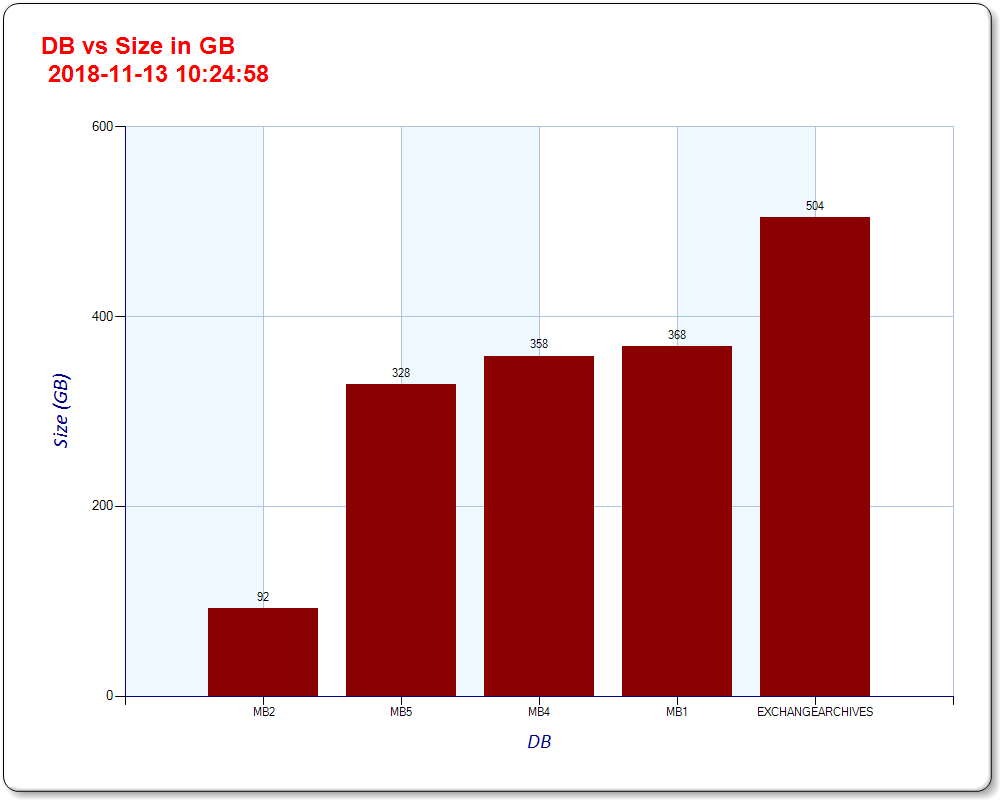 DB vs Size in GB
2018-11-13 10:24:58
600
400
200
0
Size (GB)
92
328
358
368
504
MB2
MB5
MB4
MB1
EXCHANGEARCHIVES
DB